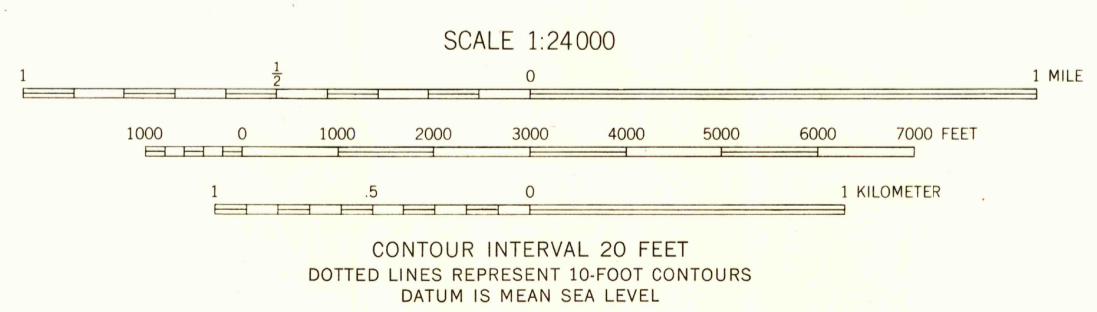 SCALE 1:24000
1 1/2 0 1 MILE
1000 0 1000 2000 3000 4000 5000 6000 7000 FEET
1 .5 0 1 KILOMETER
CONTOUR INTERVAL 20 FEET
DOTTED LINES REPRESENT 10-FOOT CONTOURS
DATUM IS MEAN SEA LEVEL